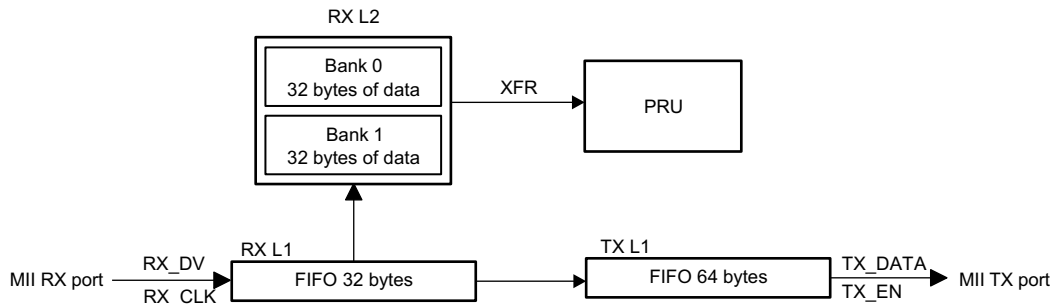 RX L2
Bank 0
32 bytes of data
XFR
PRU
Bank 1
32 bytes of data
RX L1
TX L1
MII RX port
RX_DV
RX_CLK
FIFO 32 bytes
FIFO 64 bytes
TX_DATA
TX_EN
MII TX port